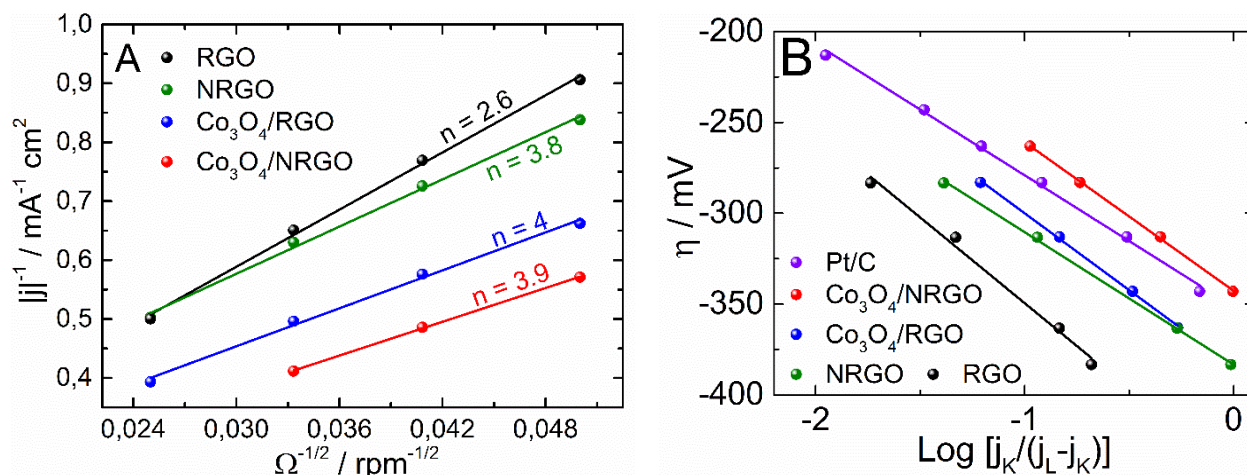 A
RGO
NRGO
Co₃O₄/RGO
Co₃O₄/NRGO
n = 2.6
n = 3.8
n = 4
n = 3.9
1,0
0,9
0,8
0,7
0,6
0,5
0,4
|j|⁻¹ / mA⁻¹ cm²
0,024 0,030 0,036 0,042 0,048
Ω⁻¹/² / rpm⁻¹/²
B
-200
-250
-300
-350
-400
η / mV
Pt/C
Co₃O₄/NRGO
Co₃O₄/RGO
NRGO RGO
-2 -1 0
Log [jK/(jL-jK)]